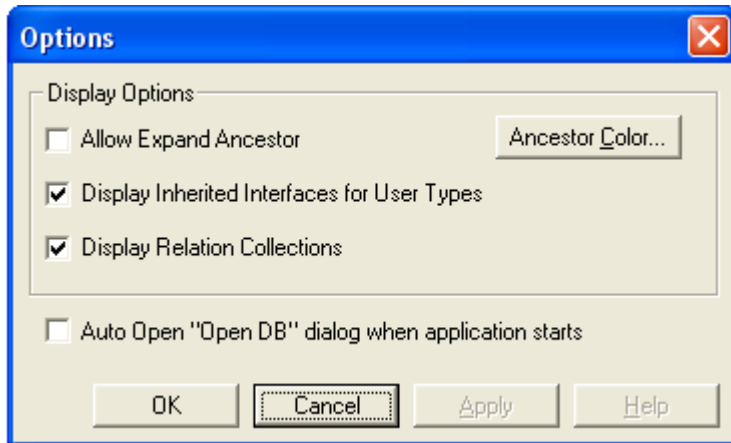 Options
Display Options
Allow Expand Ancestor
Ancestor Color...
Display Inherited Interfaces for User Types
Display Relation Collections
Auto Open "Open DB" dialog when application starts
OK Cancel Apply Help